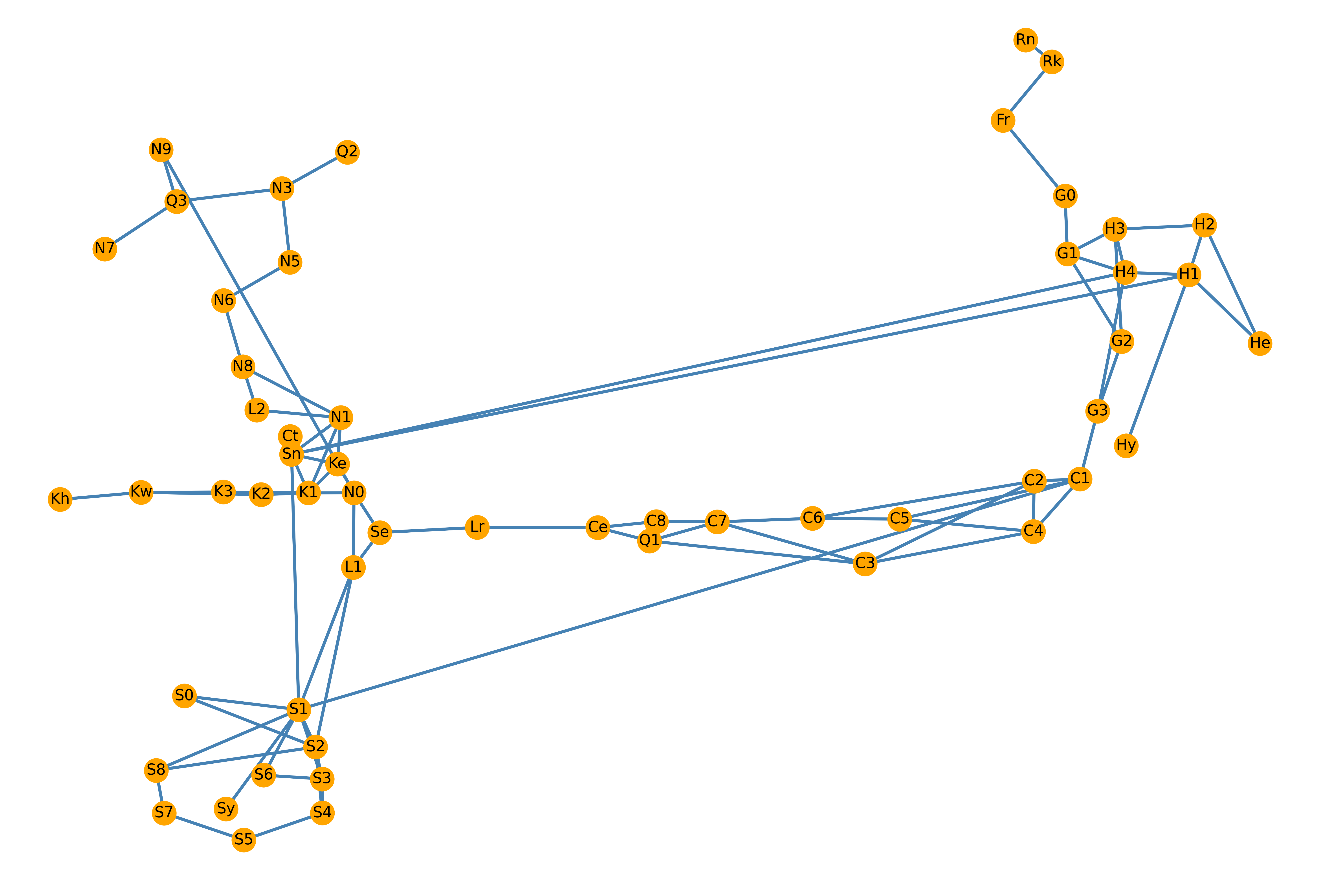 Rn
Rk
Fr
N9
Q2
N3
Q3
G0
H3
H2
N7
G1
N5
H4
H1
N6
G2
He
N8
L2
G3
N1
Ct
Hy
Sn
Ke
C2
C1
Kh
Kw
K3
K2
K1
N0
C8
C7
C6
C5
Se
Lr
Ce
Q1
C4
C3
L1
S0
S1
S2
S8
S6
S3
S7
Sy
S4
S5